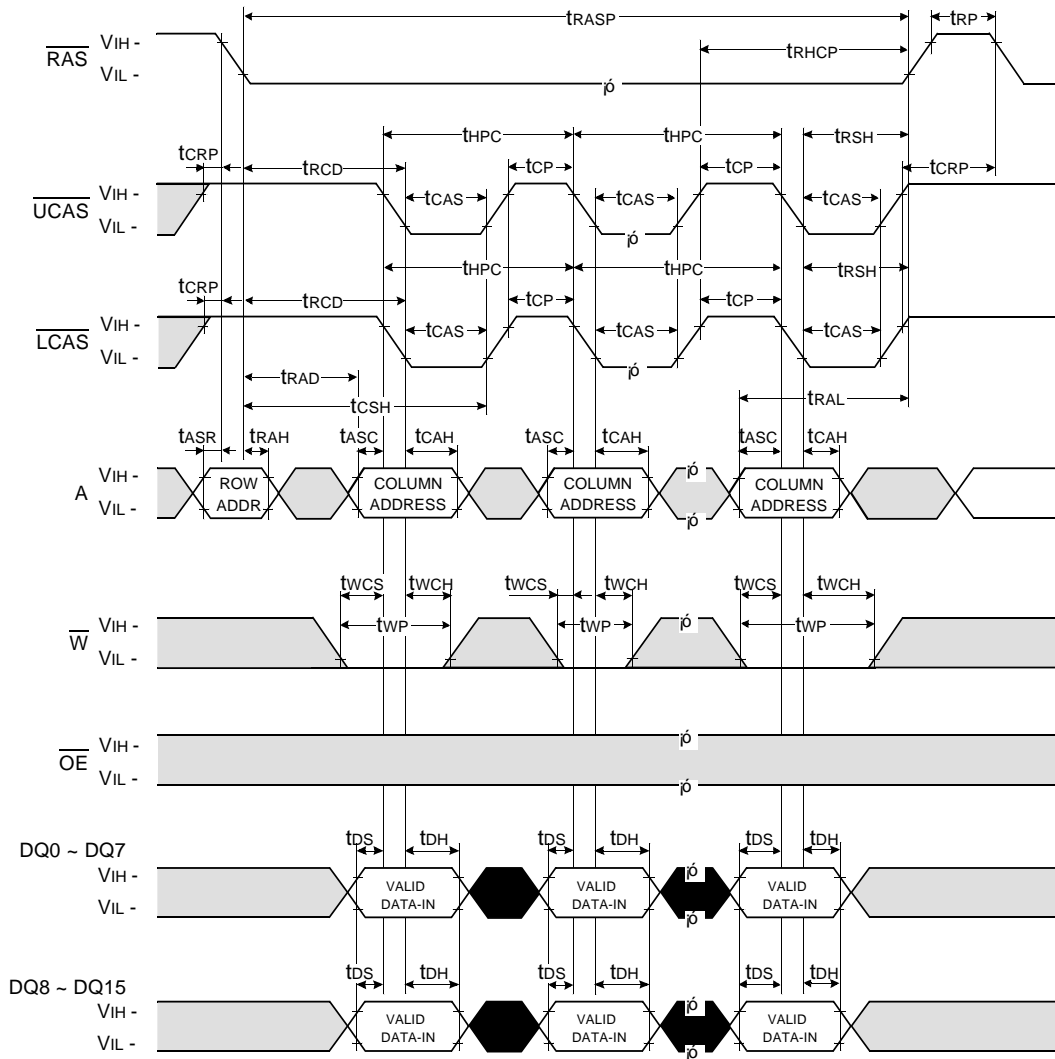 tRASP
tRP
RAS
VIH -
VIL -
tRHCP
¡ó
tHPC
tHPC
tRSH
tCRP
tRCD
tCP
tCP
tCRP
UCAS
VIH -
VIL -
tCAS
tCAS
tCAS
¡ó
tHPC
tHPC
tRSH
tCRP
tRCD
tCP
tCP
LCAS
VIH -
VIL -
tCAS
tCAS
tCAS
¡ó
tRAD
tCSH
tRAL
tASR
tRAH
tASC
tCAH
tASC
tCAH
tASC
tCAH
A
VIH -
VIL -
ROW
ADDR
COLUMN
ADDRESS
COLUMN
ADDRESS
¡ó
¡ó
COLUMN
ADDRESS
tWCS
tWCH
tWCS
tWCH
tWCS
tWCH
tWP
tWP
tWP
W
VIH -
VIL -
¡ó
OE
VIH -
VIL -
¡ó
¡ó
DQ0 ~ DQ7
VIH -
VIL -
tDS
tDH
tDS
tDH
tDS
tDH
VALID
DATA-IN
VALID
DATA-IN
¡ó
¡ó
VALID
DATA-IN
DQ8 ~ DQ15
VIH -
VIL -
tDS
tDH
tDS
tDH
tDS
tDH
VALID
DATA-IN
VALID
DATA-IN
¡ó
¡ó
VALID
DATA-IN